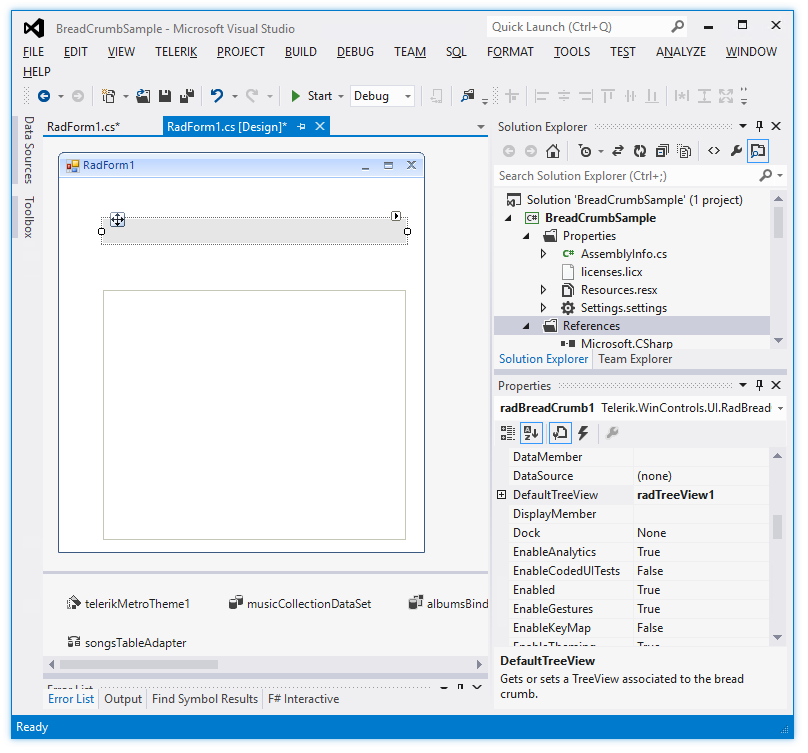 BreadCrumbSample - Microsoft Visual Studio
Quick Launch (Ctrl+Q)
FILE EDIT VIEW TELERIK PROJECT BUILD DEBUG TEAM SQL FORMAT TOOLS TEST ANALYZE WINDOW
HELP
Start Debug
Data Sources
Toolbox
RadForm1.cs* RadForm1.cs [Design]*
RadForm1
Solution Explorer
Search Solution Explorer (Ctrl+;)
Solution 'BreadCrumbSample' (1 project)
C# BreadCrumbSample
Properties
C# AssemblyInfo.cs
licenses.licx
Resources.resx
Settings.settings
References
Microsoft.CSharp
Solution Explorer Team Explorer
Properties
radBreadCrumb1 Telerik.WinControls.UI.RadBread
DataMember
DataSource (none)
DefaultTreeView radTreeView1
DisplayMember
Dock None
EnableAnalytics True
EnableCodedUITests False
Enabled True
EnableGestures True
EnableKeyMap False
EnableTheming True
DefaultTreeView
Gets or sets a TreeView associated to the bread
crumb.
telerikMetroTheme1 musicCollectionDataSet albumsBind
songsTableAdapter
Error List
Error List Output Find Symbol Results F# Interactive
Ready